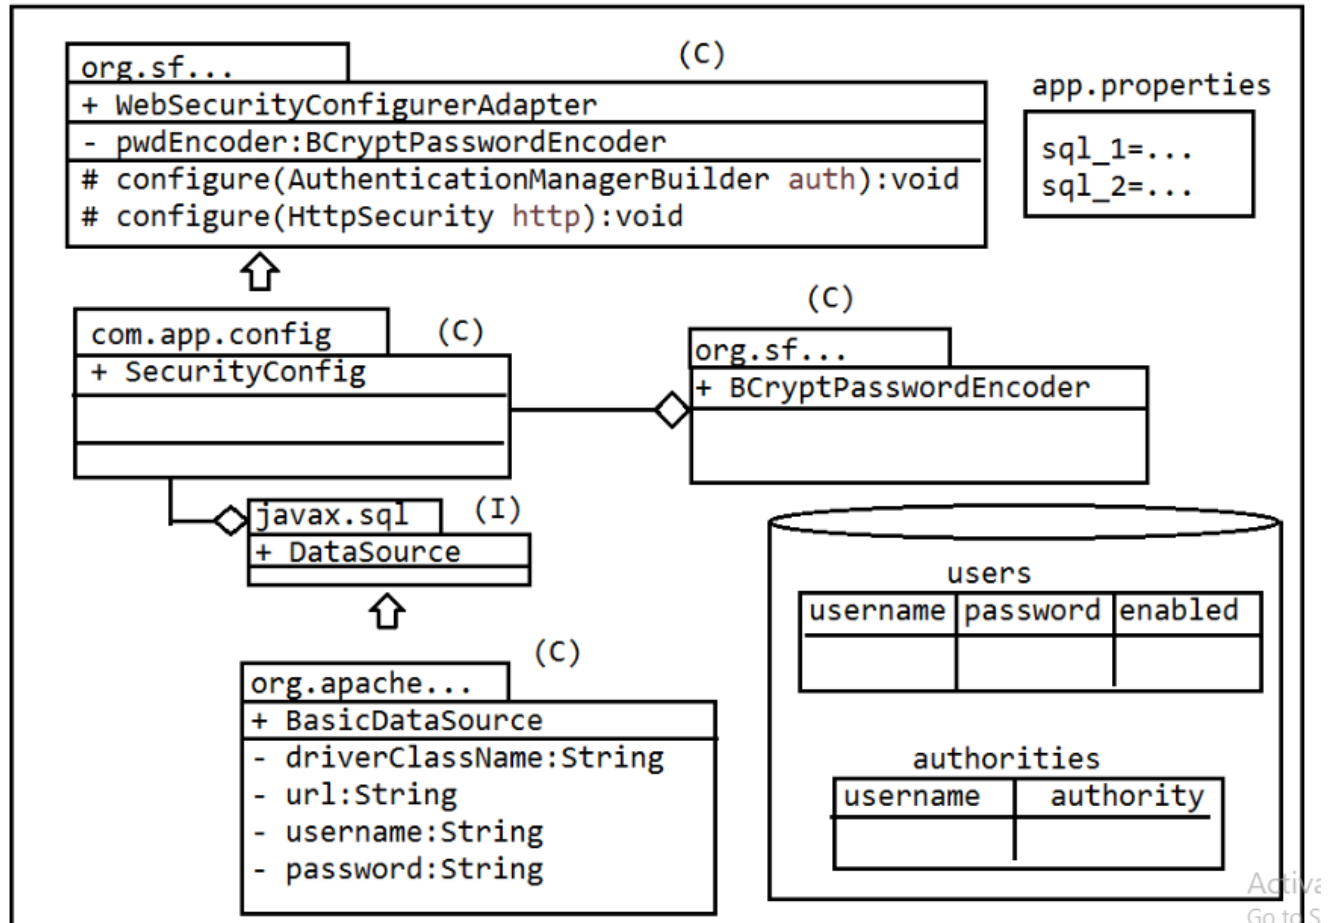 (C)
org.sf...
+ WebSecurityConfigurerAdapter
- pwdEncoder:BCryptPasswordEncoder
# configure(AuthenticationManagerBuilder auth):void
# configure(HttpSecurity http):void
app.properties
sql_1=...
sql_2=...
com.app.config
(C)
+ SecurityConfig
(C)
org.sf...
+ BCryptPasswordEncoder
javax.sql
(I)
+ DataSource
(C)
org.apache...
+ BasicDataSource
- driverClassName:String
- url:String
- username:String
- password:String
users
username password enabled
authorities
username authority
Go to S